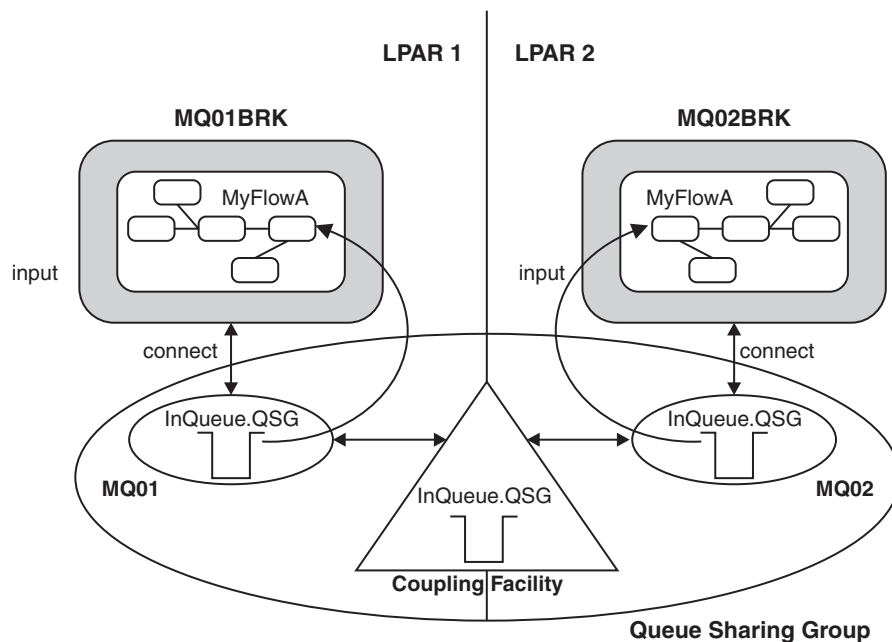 LPAR 1
LPAR 2
MQ01BRK
MQ02BRK
MyFlowA
MyFlowA
input
input
connect
connect
InQueue.QSG
InQueue.QSG
MQ01
MQ02
InQueue.QSG
Coupling Facility
Queue Sharing Group